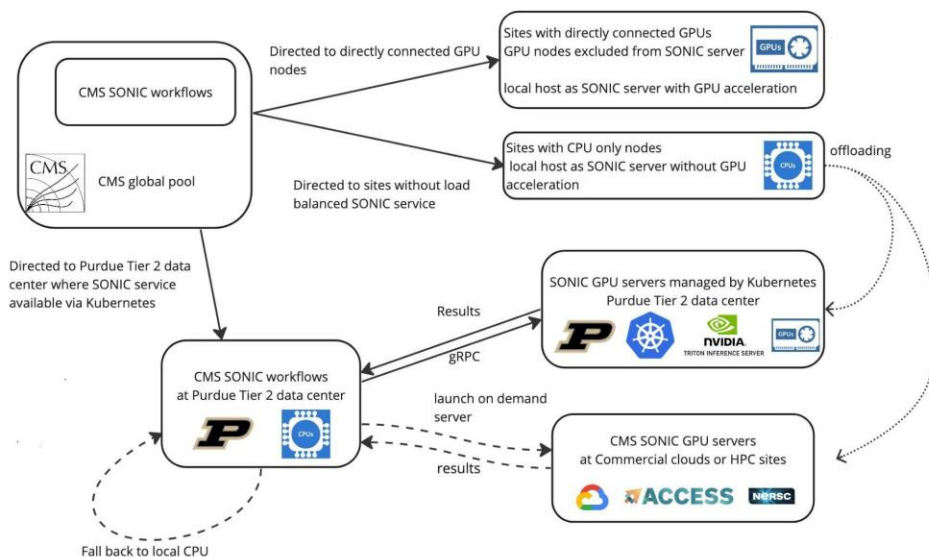 Sites with directly connected GPUs
GPU nodes excluded from SONIC server
local host as SONIC server with GPU acceleration
GPUs
Directed to directly connected GPU
nodes
CMS SONIC workflows
CMS
CMS global pool
Sites with CPU only nodes
local host as SONIC server without GPU
acceleration
CPUs
offloading
Directed to sites without load
balanced SONIC service
Directed to Purdue Tier 2 data
center where SONIC service
available via Kubernetes
SONIC GPU servers managed by Kubernetes
Purdue Tier 2 data center
P
NVIDIA
TRITON INFERENCE SERVER
GPUs
Results
gRPC
CMS SONIC workflows
at Purdue Tier 2 data center
P
CPUs
launch on demand
server
results
CMS SONIC GPU servers
at Commercial clouds or HPC sites
ACCESS
NERSC
Fall back to local CPU